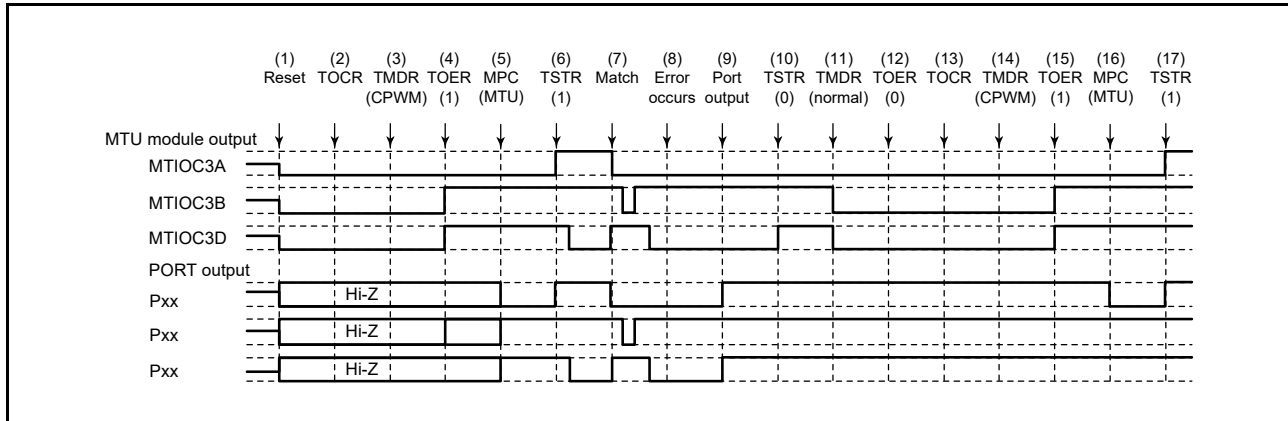 (1) (2) (3) (4) (5) (6) (7) (8) (9) (10) (11) (12) (13) (14) (15) (16) (17)
Reset TOCR TMDR TOER MPC TSTR Match Error Port TSTR TMDR TOER TOCR TMDR TOER MPC TSTR
(CPWM) (1) (MTU) (1) occurs output (0) (normal) (0) (CPWM) (1) (MTU) (1)
MTU module output
MTIOC3A
MTIOC3B
MTIOC3D
PORT output
Pxx Hi-Z
Pxx Hi-Z
Pxx Hi-Z